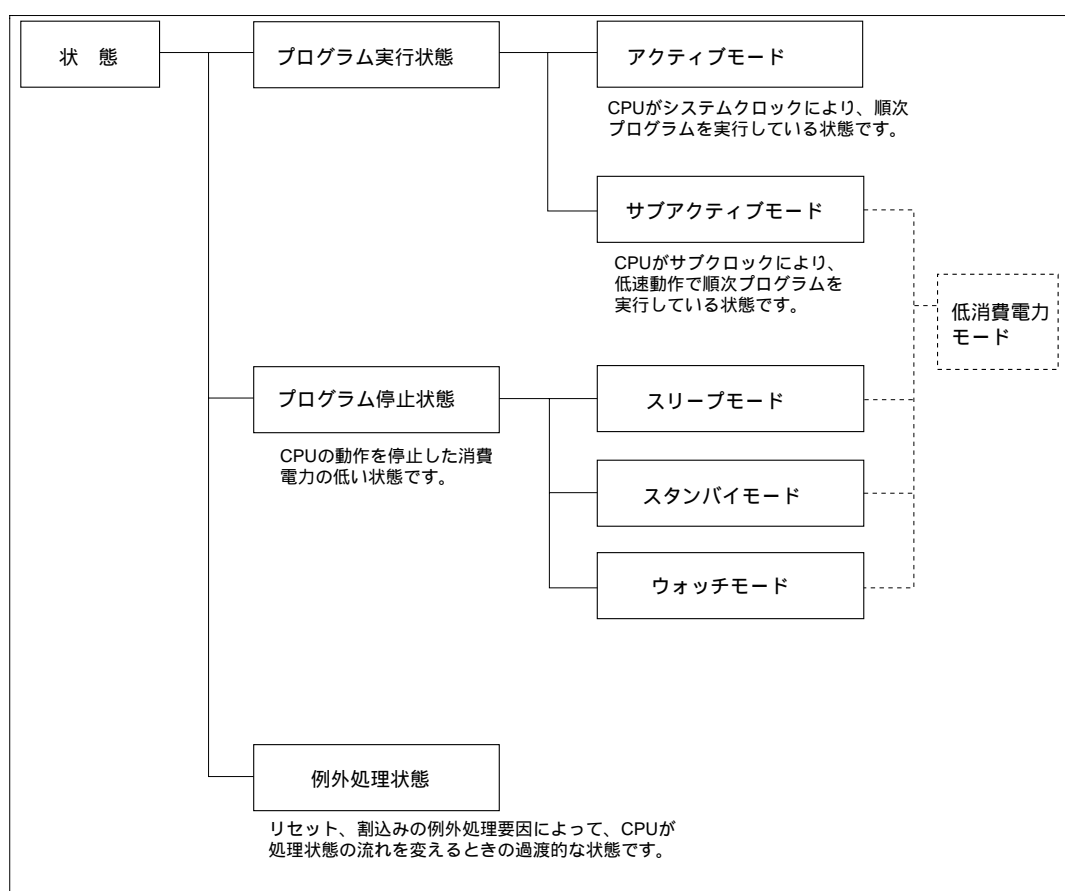 状　態
プログラム実行状態
アクティブモード
CPUがシステムクロックにより、順次
プログラムを実行している状態です。
サブアクティブモード
CPUがサブクロックにより、
低速動作で順次プログラムを
実行している状態です。
低消費電力
モード
プログラム停止状態
CPUの動作を停止した消費
電力の低い状態です。
スリープモード
スタンバイモード
ウォッチモード
例外処理状態
リセット、割込みの例外処理要因によって、CPUが
処理状態の流れを変えるときの過渡的な状態です。